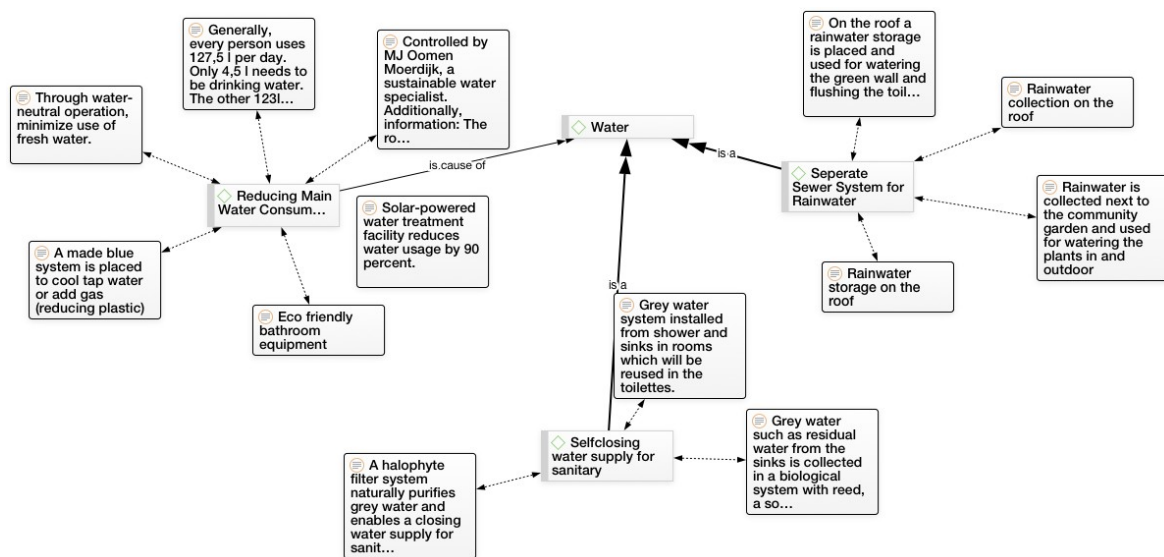 Generally,
every person uses
127,5 l per day.
Only 4,5 l needs to
be drinking water.
The other 123l...
Controlled by
MJ Oomen
Moerdijk, a
sustainable water
specialist.
Additionally,
information: The
ro...
On the roof a
rainwater storage
is placed and
used for watering
the green wall and
flushing the toil...
Through water-
neutral operation,
minimize use of
fresh water.
Rainwater
collection on the
roof
Water
is cause of
is a
Reducing Main
Water Consum...
Seperate
Sewer System for
Rainwater
Solar-powered
water treatment
facility reduces
water usage by 90
percent.
Rainwater is
collected next to
the community
garden and used
for watering the
plants in and
outdoor
A made blue
system is placed
to cool tap water
or add gas
(reducing plastic)
Rainwater
storage on the
roof
is a
Eco friendly
bathroom
equipment
Grey water
system installed
from shower and
sinks in rooms
which will be
reused in the
toilettes.
Selfclosing
water supply for
sanitary
Grey water
such as residual
water from the
sinks is collected
in a biological
system with reed,
a so...
A halophyte
filter system
naturally purifies
grey water and
enables a closing
water supply for
sanit...